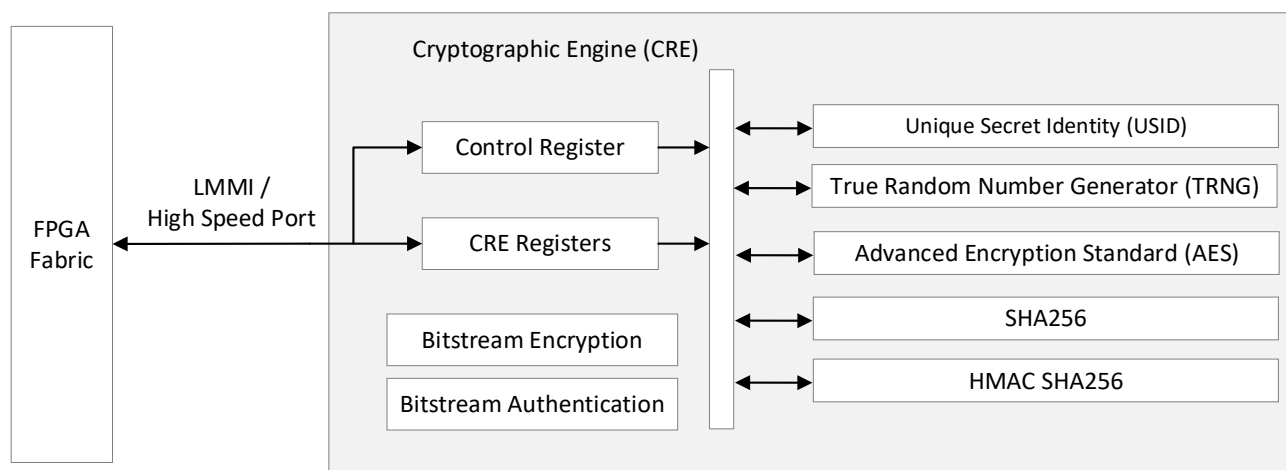 Cryptographic Engine (CRE)
FPGA
Fabric
LMMI /
High Speed Port
Control Register
CRE Registers
Bitstream Encryption
Bitstream Authentication
Unique Secret Identity (USID)
True Random Number Generator (TRNG)
Advanced Encryption Standard (AES)
SHA256
HMAC SHA256